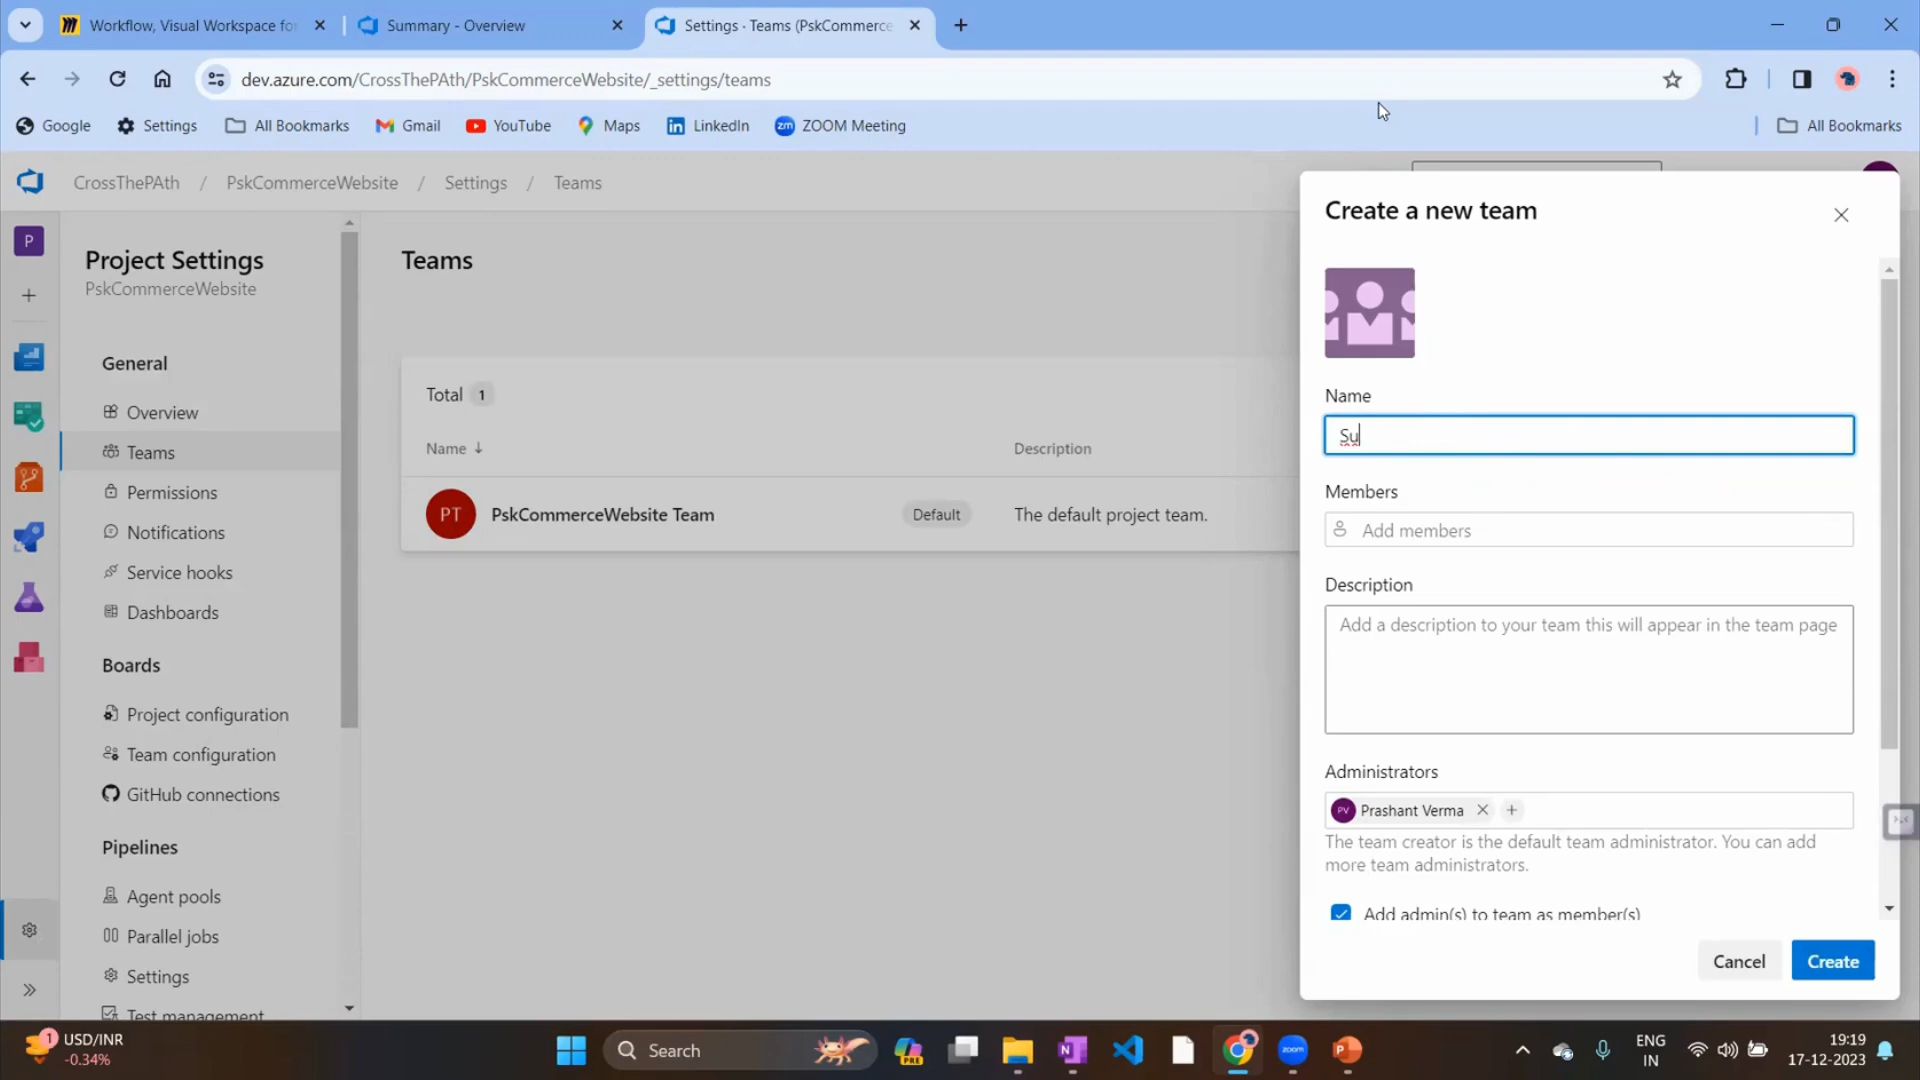 Workflow, Visual Workspace for
Summary - Overview
Settings · Teams (PskCommerce
dev.azure.com/CrossThePAth/PskCommerceWebsite/_settings/teams
Google
Settings
All Bookmarks
Gmail
YouTube
Maps
LinkedIn
zm ZOOM Meeting
All Bookmarks
CrossThePAth / PskCommerceWebsite / Settings / Teams
P
Project Settings
PskCommerceWebsite
General
Overview
Teams
Permissions
Notifications
Service hooks
Dashboards
Boards
Project configuration
Team configuration
GitHub connections
Pipelines
Agent pools
Parallel jobs
Settings
Test management
Teams
Total 1
Name Description
PT PskCommerceWebsite Team Default The default project team.
Create a new team
Name
Su
Members
Add members
Description
Add a description to your team this will appear in the team page
Administrators
PV Prashant Verma
The team creator is the default team administrator. You can add
more team administrators.
Add admin(s) to team as member(s)
Cancel Create
1
USD/INR
-0.34%
Search
PRE
N
zoom
P
ENG
IN
19:19
17-12-2023